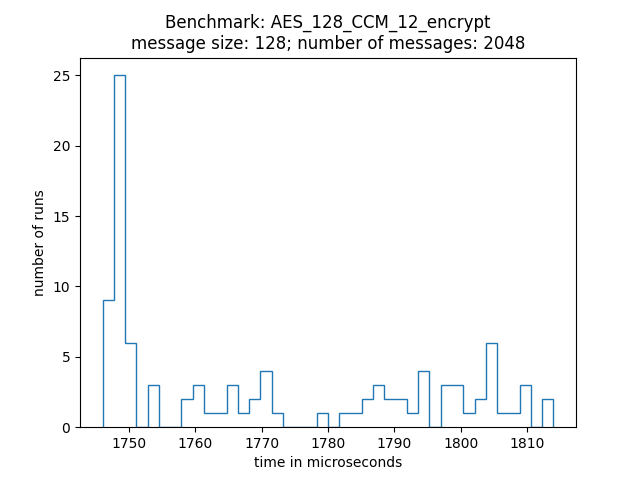 Benchmark: AES_128_CCM_12_encrypt
message size: 128; number of messages: 2048
25
20
15
10
5
0
number of runs
1750 1760 1770 1780 1790 1800 1810
time in microseconds